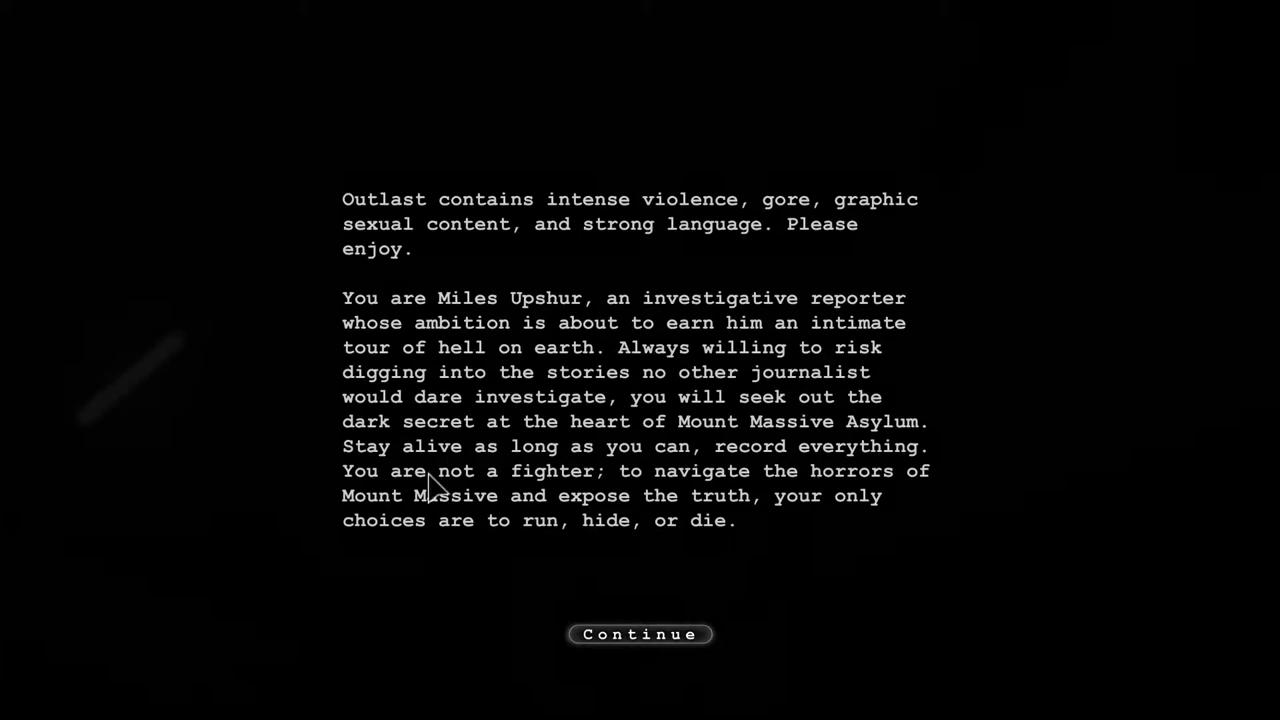 Outlast contains intense violence, gore, graphic
sexual content, and strong language. Please
enjoy.
You are Miles Upshur, an investigative reporter
whose ambition is about to earn him an intimate
tour of hell on earth. Always willing to risk
digging into the stories no other journalist
would dare investigate, you will seek out the
dark secret at the heart of Mount Massive Asylum.
Stay alive as long as you can, record everything.
You are not a fighter; to navigate the horrors of
Mount Massive and expose the truth, your only
choices are to run, hide, or die.
Continue